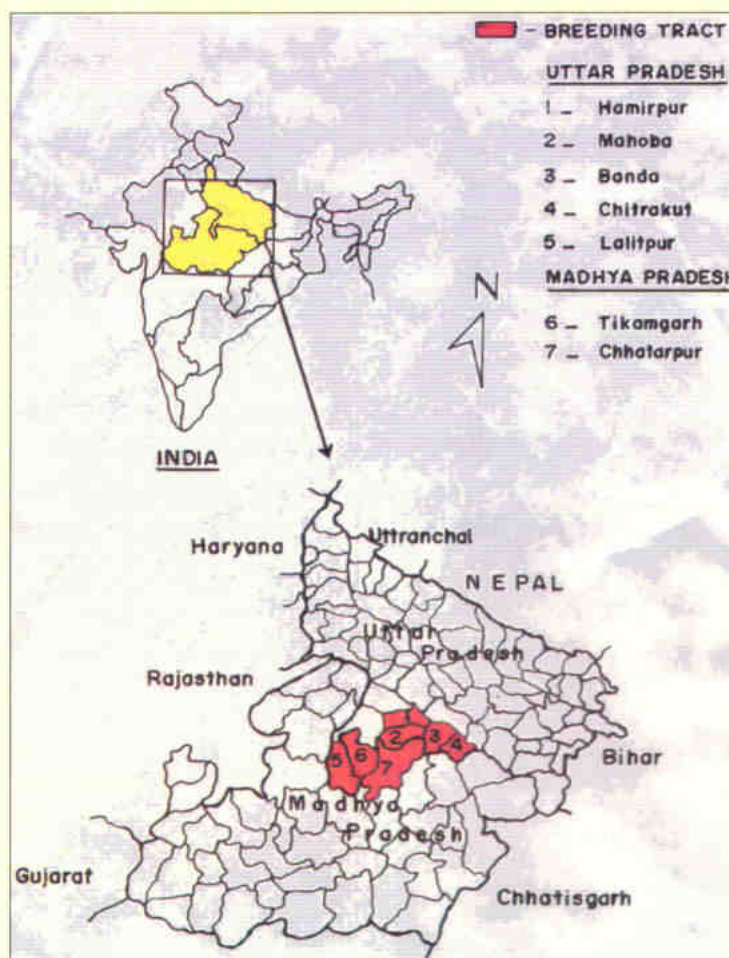 - BREEDING TRACT
UTTAR PRADESH
1 - Hamirpur
2 - Mahoba
3 - Banda
4 - Chitrakut
5 - Lalitpur
MADHYA PRADESH
6 - Tikamgarh
7 - Chhatarpur
N
INDIA
Haryana
Uttranchal
NEPAL
Uttar
Pradesh
Rajasthan
1
2
3
4
5
6
7
Bihar
Madhya
Pradesh
Gujarat
Chhatisgarh